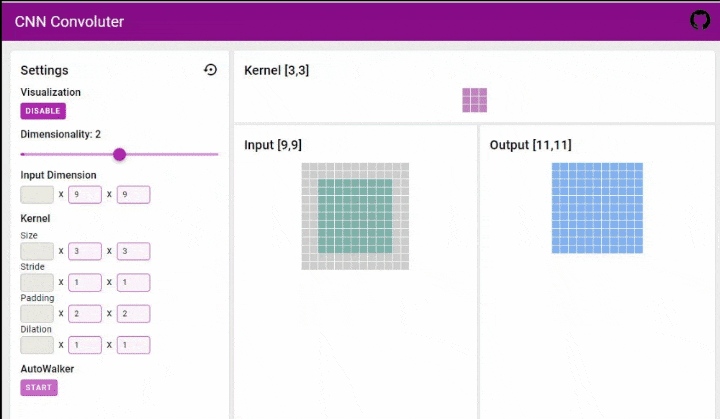 CNN Convoluter
Settings
Visualization
DISABLE
Dimensionality: 2
Input Dimension
x 9 x 9
Kernel
Size
x 3 x 3
Stride
x 1 x 1
Padding
x 2 x 2
Dilation
x 1 x 1
AutoWalker
START
Kernel [3,3]
Input [9,9]
Output [11,11]